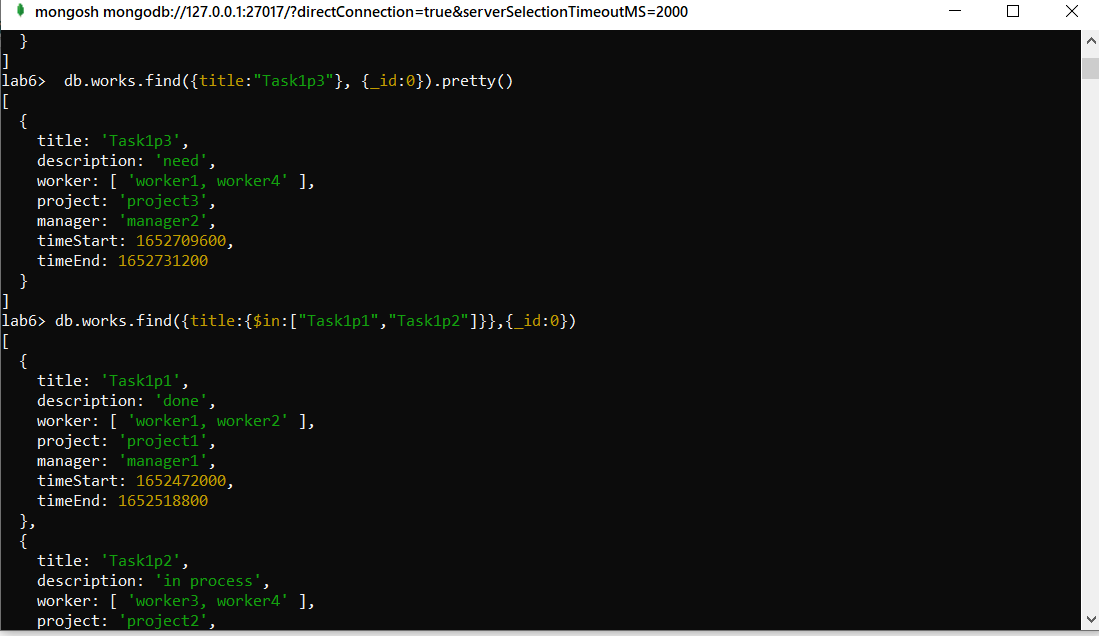 mongosh mongodb://127.0.0.1:27017/?directConnection=true&serverSelectionTimeoutMS=2000
  }
]
lab6>  db.works.find({title:"Task1p3"}, {_id:0}).pretty()
[
  {
    title: 'Task1p3',
    description: 'need',
    worker: [ 'worker1, worker4' ],
    project: 'project3',
    manager: 'manager2',
    timeStart: 1652709600,
    timeEnd: 1652731200
  }
]
lab6> db.works.find({title:{$in:["Task1p1","Task1p2"]}},{_id:0})
[
  {
    title: 'Task1p1',
    description: 'done',
    worker: [ 'worker1, worker2' ],
    project: 'project1',
    manager: 'manager1',
    timeStart: 1652472000,
    timeEnd: 1652518800
  },
  {
    title: 'Task1p2',
    description: 'in process',
    worker: [ 'worker3, worker4' ],
    project: 'project2',